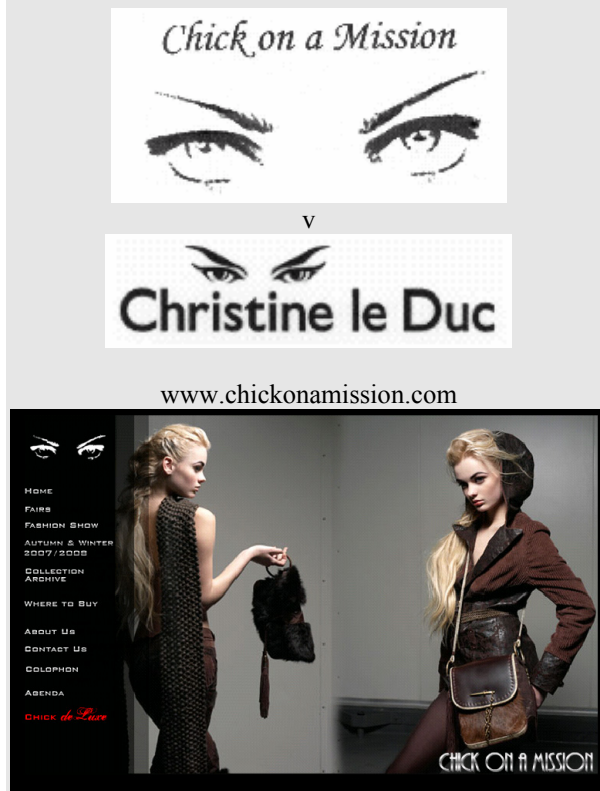 Chick on a Mission
v
Christine le Duc
www.chickonamission.com
HOME
FAIRS
FASHION SHOW
AUTUMN & WINTER
2007/2008
COLLECTION
ARCHIVE
WHERE TO BUY
ABOUT US
CONTACT US
COLOPHON
AGENDA
CHICK de Luxe
CHICK ON A MISSION